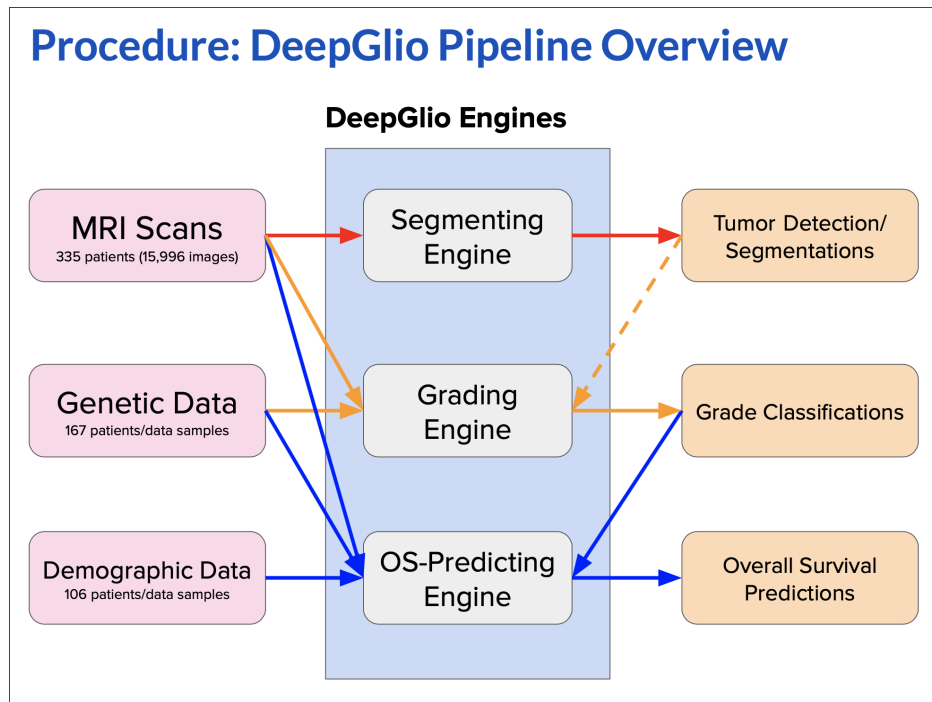 Procedure: DeepGlio Pipeline Overview
DeepGlio Engines
MRI Scans
335 patients (15,996 images)
Segmenting
Engine
Tumor Detection/
Segmentations
Genetic Data
167 patients/data samples
Grading
Engine
Grade Classifications
Demographic Data
106 patients/data samples
OS-Predicting
Engine
Overall Survival
Predictions